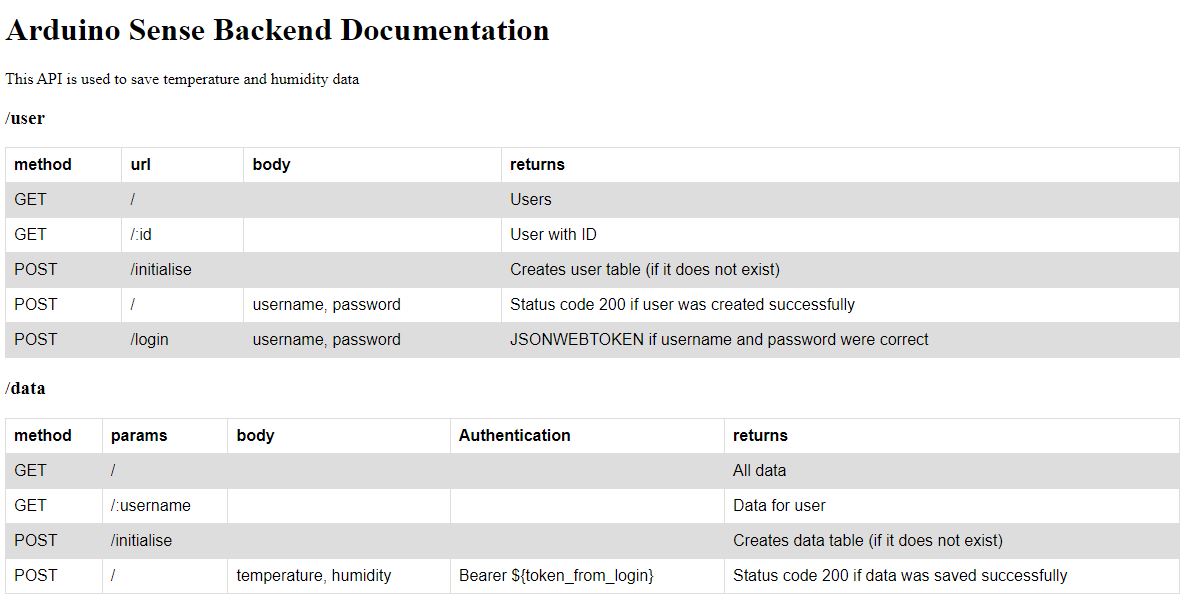 Arduino Sense Backend Documentation
This API is used to save temperature and humidity data
/user
method url body returns
GET / Users
GET /:id User with ID
POST /initialise Creates user table (if it does not exist)
POST / username, password Status code 200 if user was created successfully
POST /login username, password JSONWEBTOKEN if username and password were correct
/data
method params body Authentication returns
GET / All data
GET /:username Data for user
POST /initialise Creates data table (if it does not exist)
POST / temperature, humidity Bearer ${token_from_login} Status code 200 if data was saved successfully